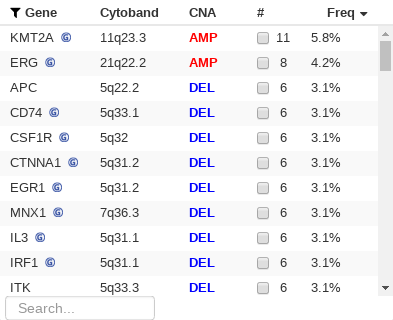 Gene Cytoband CNA # Freq
KMT2A G 11q23.3 AMP 11 5.8%
ERG G 21q22.2 AMP 8 4.2%
APC 5q22.2 DEL 6 3.1%
CD74 G 5q33.1 DEL 6 3.1%
CSF1R G 5q32 DEL 6 3.1%
CTNNA1 G 5q31.2 DEL 6 3.1%
EGR1 G 5q31.2 DEL 6 3.1%
MNX1 G 7q36.3 DEL 6 3.1%
IL3 G 5q31.1 DEL 6 3.1%
IRF1 G 5q31.1 DEL 6 3.1%
ITK 5q33.3 DEL 6 3.1%
Search...